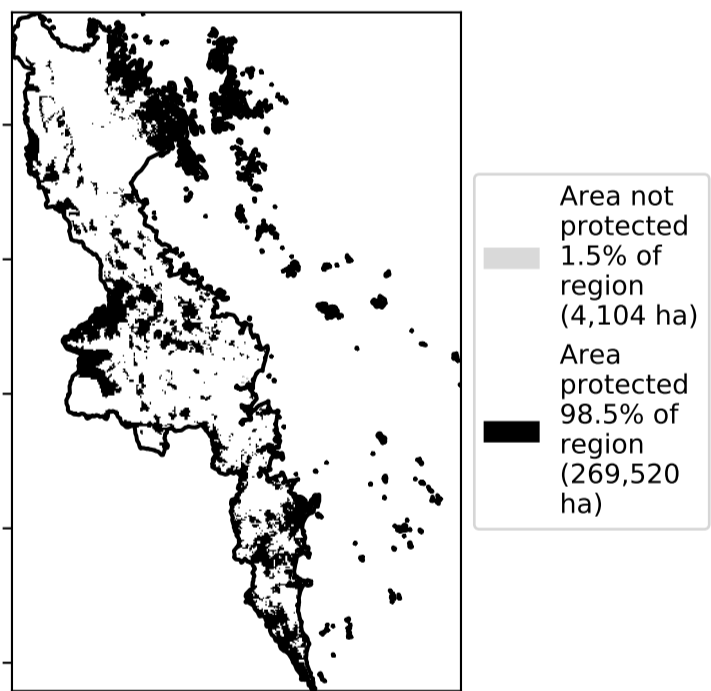 Area not
protected
1.5% of
region
(4,104 ha)
Area
protected
98.5% of
region
(269,520
ha)